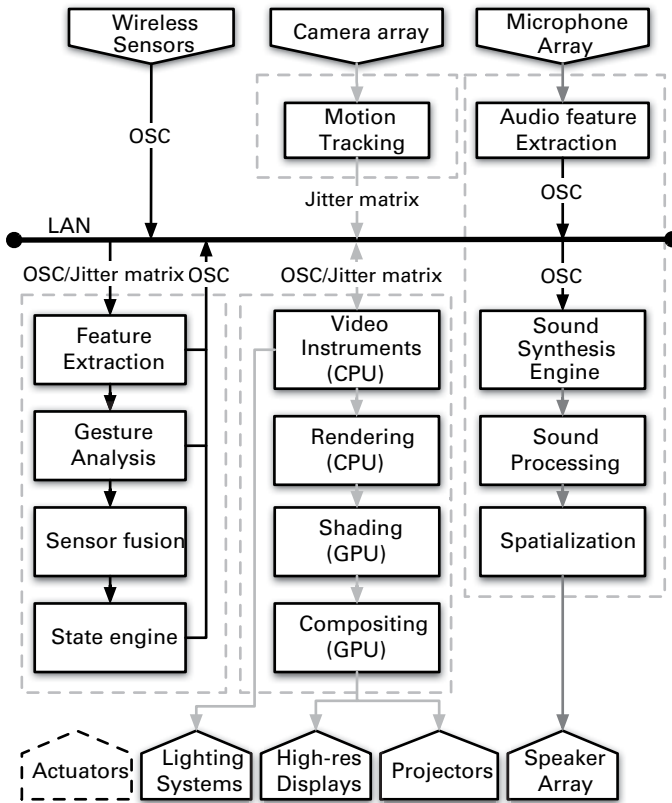 Wireless
Sensors
Camera array
Microphone
Array
Motion
Tracking
Audio feature
Extraction
OSC
Jitter matrix
OSC
LAN
OSC/Jitter matrix
OSC
OSC/Jitter matrix
OSC
Feature
Extraction
Gesture
Analysis
Sensor fusion
State engine
Video
Instruments
(CPU)
Rendering
(CPU)
Shading
(GPU)
Compositing
(GPU)
Sound
Synthesis
Engine
Sound
Processing
Spatialization
Actuators
Lighting
Systems
High-res
Displays
Projectors
Speaker
Array